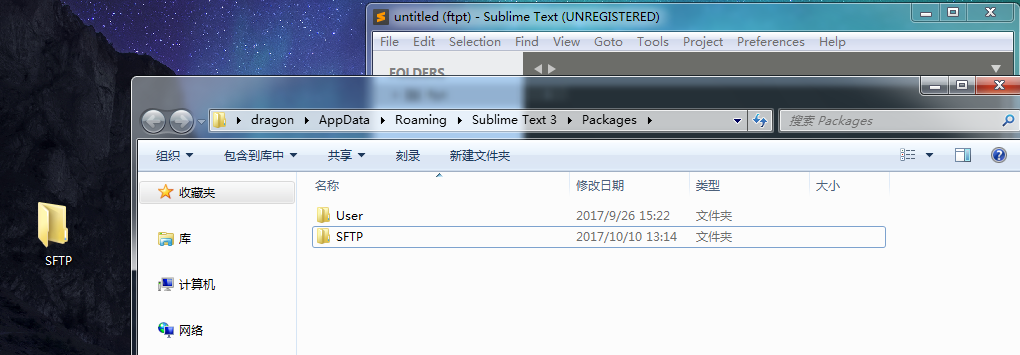 untitled (ftpt) - Sublime Text (UNREGISTERED)
File Edit Selection Find View Goto Tools Project Preferences Help
FOLDERS
dragon AppData Roaming Sublime Text 3 Packages
搜索 Packages
组织 包含到库中 共享 刻录 新建文件夹
收藏夹
库
计算机
网络
名称 修改日期 类型 大小
User 2017/9/26 15:22 文件夹
SFTP 2017/10/10 13:14 文件夹
SFTP